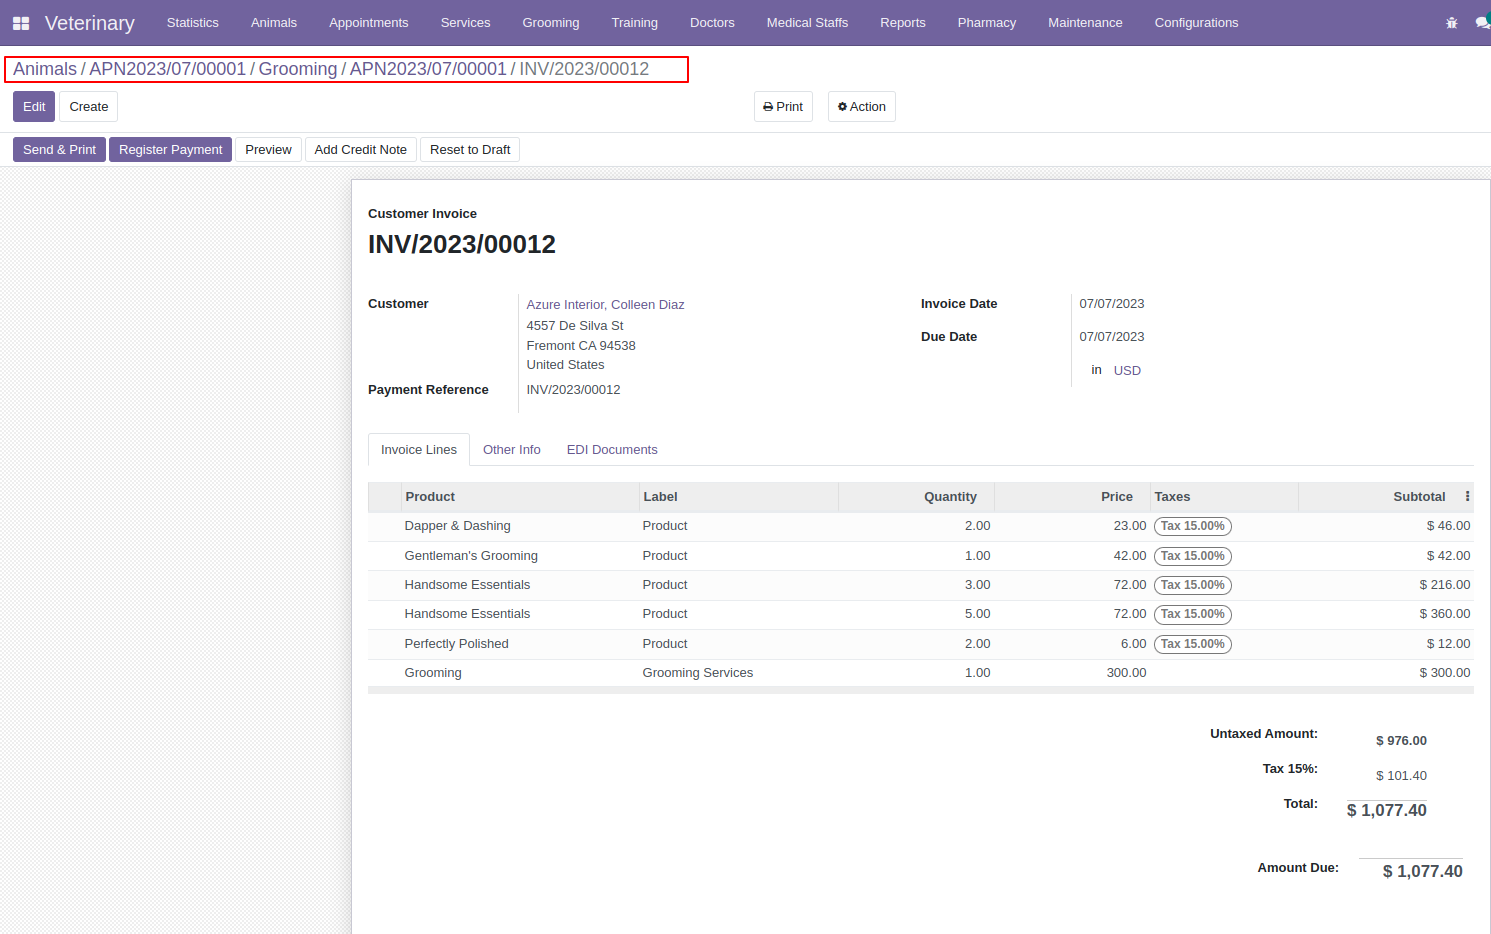 Veterinary Statistics Animals Appointments Services Grooming Training Doctors Medical Staffs Reports Pharmacy Maintenance Configurations
Animals / APN2023/07/00001 / Grooming / APN2023/07/00001 / INV/2023/00012
Edit Create Print Action
Send & Print Register Payment Preview Add Credit Note Reset to Draft
Customer Invoice
INV/2023/00012
Customer Azure Interior, Colleen Diaz Invoice Date 07/07/2023
4557 De Silva St
Fremont CA 94538 Due Date 07/07/2023
United States in USD
Payment Reference INV/2023/00012
Invoice Lines Other Info EDI Documents
Product Label Quantity Price Taxes Subtotal
Dapper & Dashing Product 2.00 23.00 Tax 15.00% $ 46.00
Gentleman's Grooming Product 1.00 42.00 Tax 15.00% $ 42.00
Handsome Essentials Product 3.00 72.00 Tax 15.00% $ 216.00
Handsome Essentials Product 5.00 72.00 Tax 15.00% $ 360.00
Perfectly Polished Product 2.00 6.00 Tax 15.00% $ 12.00
Grooming Grooming Services 1.00 300.00 $ 300.00
Untaxed Amount: $ 976.00
Tax 15%: $ 101.40
Total: $ 1,077.40
Amount Due: $ 1,077.40